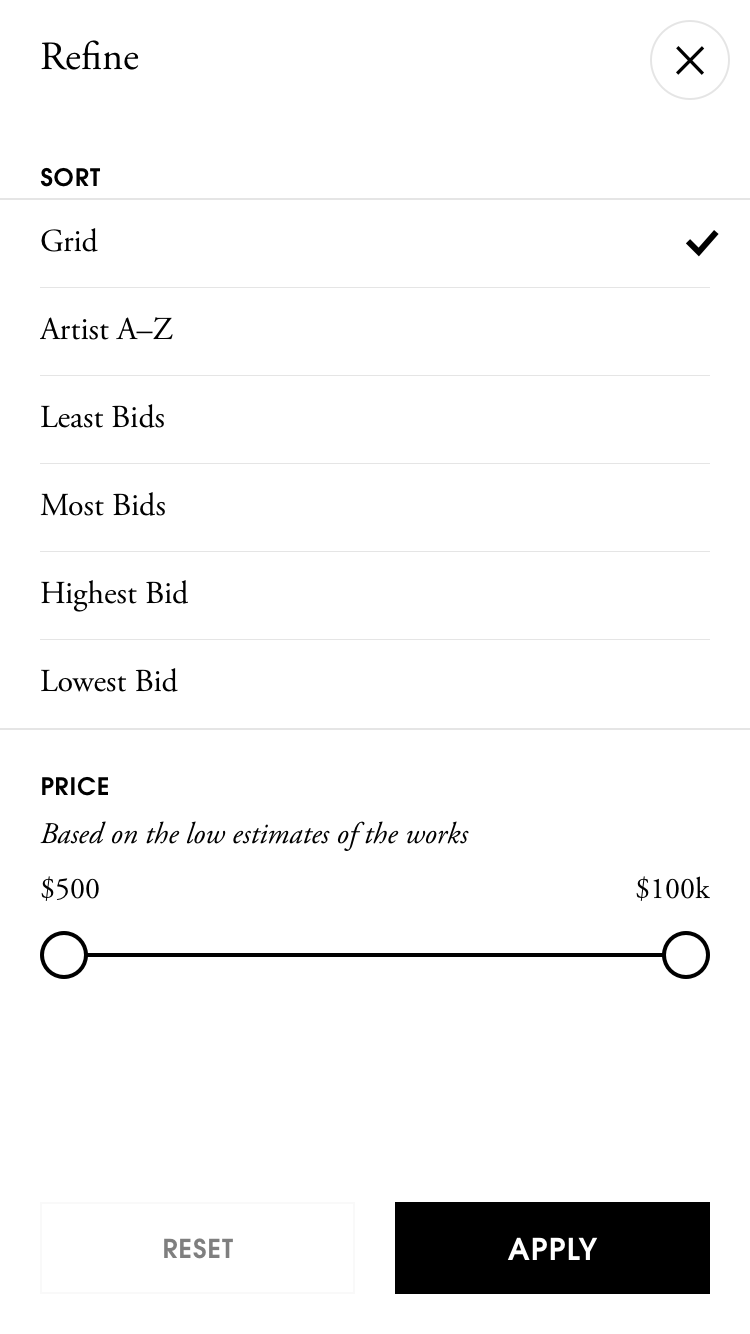 Refine
SORT
Grid
Artist A–Z
Least Bids
Most Bids
Highest Bid
Lowest Bid
PRICE
Based on the low estimates of the works
$500 $100k
RESET APPLY